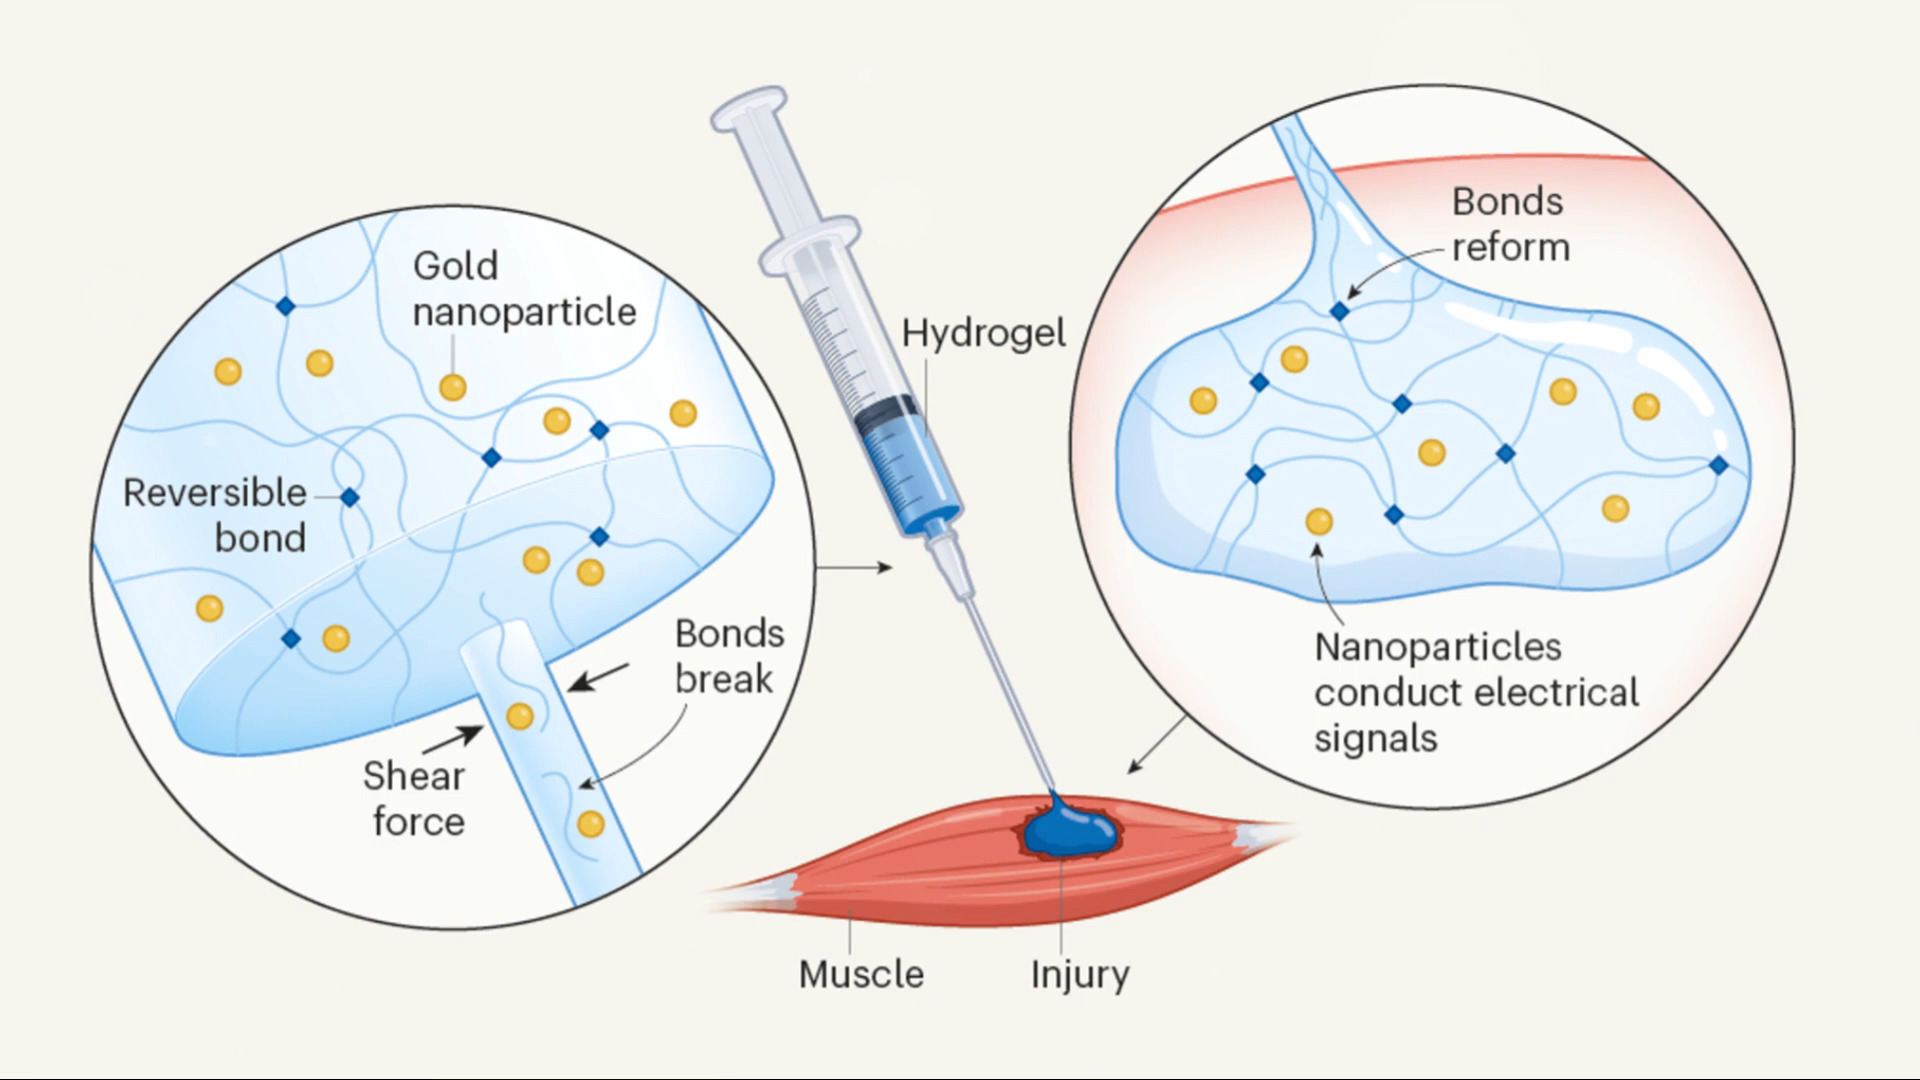 Gold
nanoparticle
Reversible
bond
Bonds
break
Shear
force
Hydrogel
Muscle
Injury
Bonds
reform
Nanoparticles
conduct electrical
signals